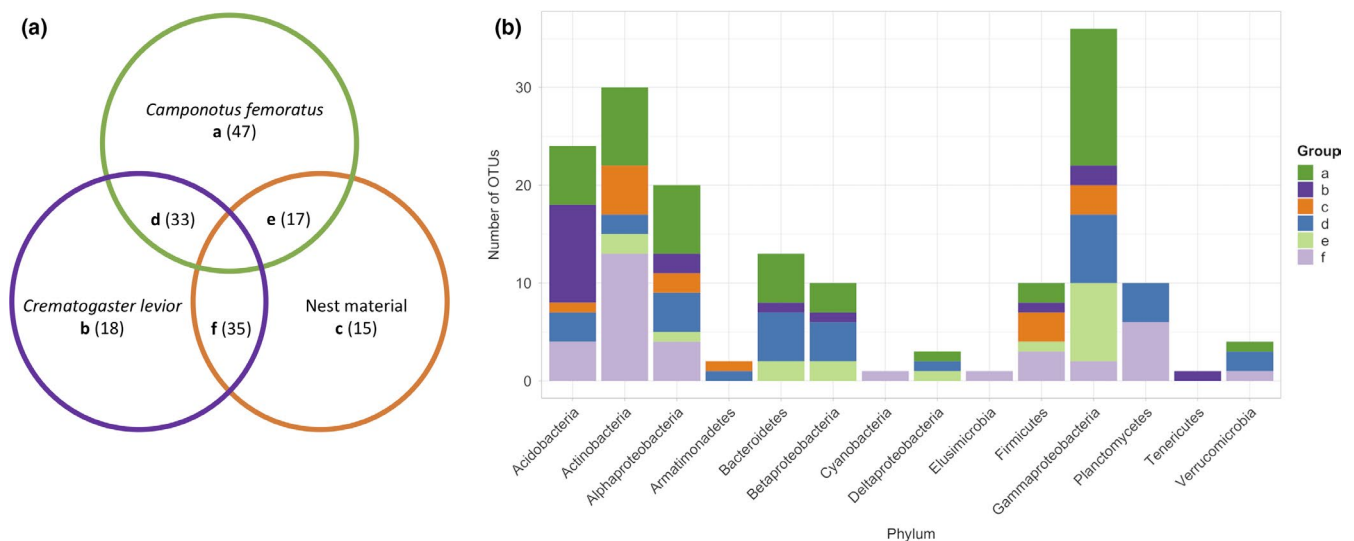 (a)
Camponotus femoratus
a (47)
d (33)
e (17)
Crematogaster levior
b (18)
f (35)
Nest material
c (15)
(b)
Number of OTUs
30
20
10
0
Acidobacteria
Actinobacteria
Alphaproteobacteria
Armatimonadetes
Bacteroidetes
Betaproteobacteria
Cyanobacteria
Deltaproteobacteria
Elusimicrobia
Firmicutes
Gammaproteobacteria
Planctomycetes
Tenericutes
Verrucomicrobia
Phylum
Group
a
b
c
d
e
f